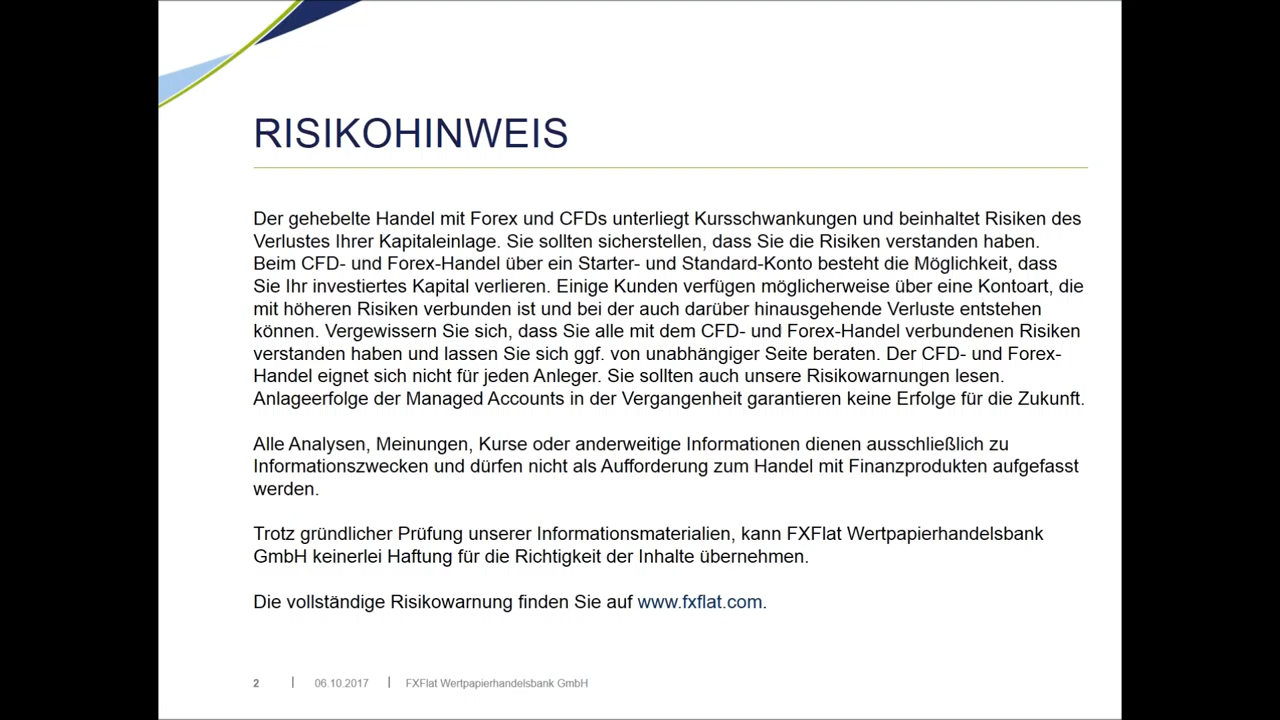 RISIKOHINWEIS
Der gehebelte Handel mit Forex und CFDs unterliegt Kursschwankungen und beinhaltet Risiken des
Verlustes Ihrer Kapitaleinlage. Sie sollten sicherstellen, dass Sie die Risiken verstanden haben.
Beim CFD- und Forex-Handel über ein Starter- und Standard-Konto besteht die Möglichkeit, dass
Sie Ihr investiertes Kapital verlieren. Einige Kunden verfügen möglicherweise über eine Kontoart, die
mit höheren Risiken verbunden ist und bei der auch darüber hinausgehende Verluste entstehen
können. Vergewissern Sie sich, dass Sie alle mit dem CFD- und Forex-Handel verbundenen Risiken
verstanden haben und lassen Sie sich ggf. von unabhängiger Seite beraten. Der CFD- und Forex-
Handel eignet sich nicht für jeden Anleger. Sie sollten auch unsere Risikowarnungen lesen.
Anlageerfolge der Managed Accounts in der Vergangenheit garantieren keine Erfolge für die Zukunft.
Alle Analysen, Meinungen, Kurse oder anderweitige Informationen dienen ausschließlich zu
Informationszwecken und dürfen nicht als Aufforderung zum Handel mit Finanzprodukten aufgefasst
werden.
Trotz gründlicher Prüfung unserer Informationsmaterialien, kann FXFlat Wertpapierhandelsbank
GmbH keinerlei Haftung für die Richtigkeit der Inhalte übernehmen.
Die vollständige Risikowarnung finden Sie auf www.fxflat.com.
2 | 06.10.2017 | FXFlat Wertpapierhandelsbank GmbH